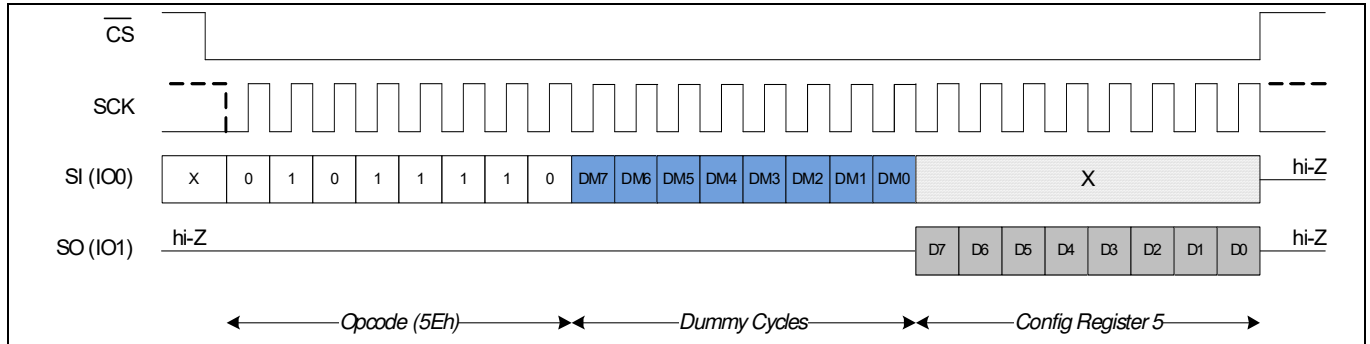 CS
SCK
SI (IO0) X 0 1 0 1 1 1 1 0 DM7 DM6 DM5 DM4 DM3 DM2 DM1 DM0 X hi-Z
SO (IO1) hi-Z D7 D6 D5 D4 D3 D2 D1 D0 hi-Z
Opcode (5Eh) Dummy Cycles Config Register 5